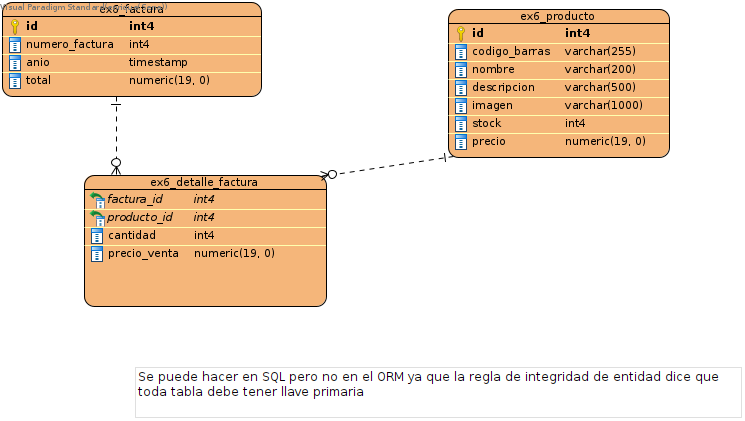 Visual Paradigm Standard
ex6_factura
id int4
numero_factura int4
anio timestamp
total numeric(19, 0)
ex6_producto
id int4
codigo_barras varchar(255)
nombre varchar(200)
descripcion varchar(500)
imagen varchar(1000)
stock int4
precio numeric(19, 0)
ex6_detalle_factura
factura_id int4
producto_id int4
cantidad int4
precio_venta numeric(19, 0)
Se puede hacer en SQL pero no en el ORM ya que la regla de integridad de entidad dice que
toda tabla debe tener llave primaria